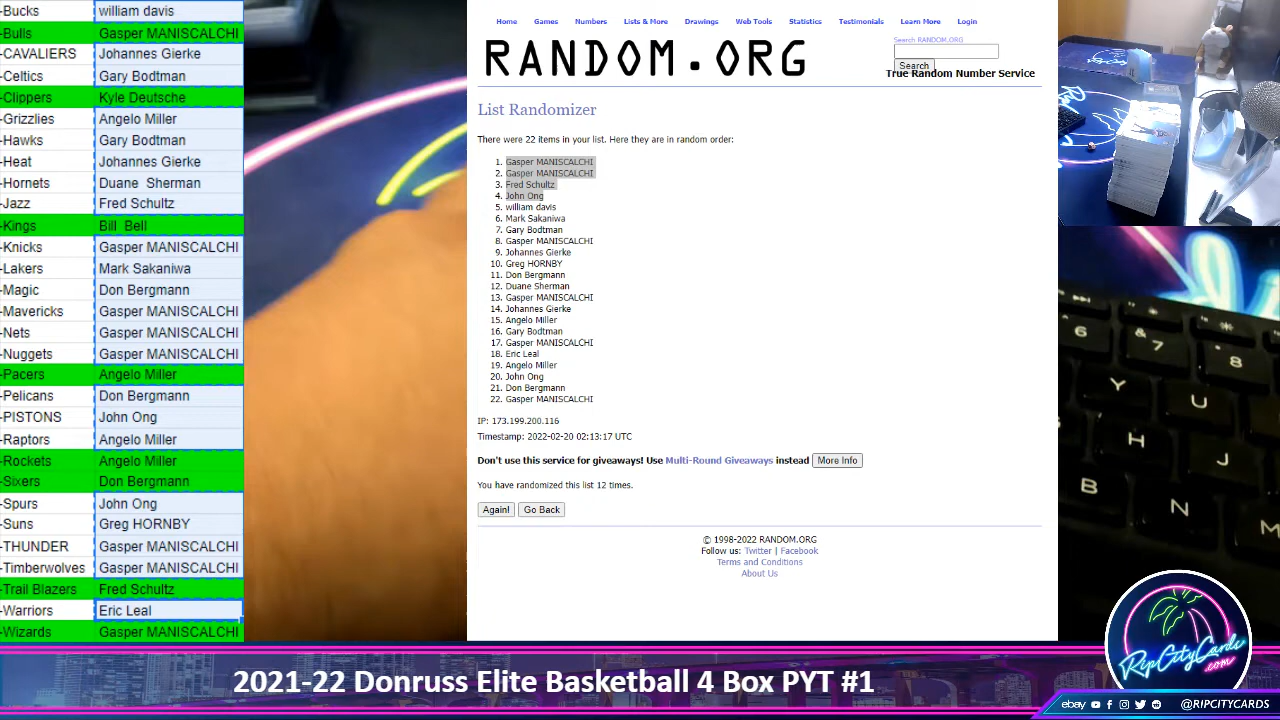 -Bucks william davis
-Bulls Gasper MANISCALCHI
-CAVALIERS Johannes Gierke
-Celtics Gary Bodtman
-Clippers Kyle Deutsche
-Grizzlies Angelo Miller
-Hawks Gary Bodtman
-Heat Johannes Gierke
-Hornets Duane Sherman
-Jazz Fred Schultz
-Kings Bill Bell
-Knicks Gasper MANISCALCHI
-Lakers Mark Sakaniwa
-Magic Don Bergmann
-Mavericks Gasper MANISCALCHI
-Nets Gasper MANISCALCHI
-Nuggets Gasper MANISCALCHI
-Pacers Angelo Miller
-Pelicans Don Bergmann
-PISTONS John Ong
-Raptors Angelo Miller
-Rockets Angelo Miller
-Sixers Don Bergmann
-Spurs John Ong
-Suns Greg HORNBY
-THUNDER Gasper MANISCALCHI
-Timberwolves Gasper MANISCALCHI
-Trail Blazers Fred Schultz
-Warriors Eric Leal
-Wizards Gasper MANISCALCHI
Home Games Numbers Lists & More Drawings Web Tools Statistics Testimonials Learn More Login
RANDOM.ORG
Search RANDOM.ORG
Search
True Random Number Service
List Randomizer
There were 22 items in your list. Here they are in random order:
1. Gasper MANISCALCHI
2. Gasper MANISCALCHI
3. Fred Schultz
4. John Ong
5. william davis
6. Mark Sakaniwa
7. Gary Bodtman
8. Gasper MANISCALCHI
9. Johannes Gierke
10. Greg HORNBY
11. Don Bergmann
12. Duane Sherman
13. Gasper MANISCALCHI
14. Johannes Gierke
15. Angelo Miller
16. Gary Bodtman
17. Gasper MANISCALCHI
18. Eric Leal
19. Angelo Miller
20. John Ong
21. Don Bergmann
22. Gasper MANISCALCHI
IP: 173.199.200.116
Timestamp: 2022-02-20 02:13:17 UTC
Don't use this service for giveaways! Use Multi-Round Giveaways instead More Info
You have randomized this list 12 times.
Again! Go Back
© 1998-2022 RANDOM.ORG
Follow us: Twitter | Facebook
Terms and Conditions
About Us
6 &7 8
Y U
H J
B N
2021-22 Donruss Elite Basketball 4 Box PYT #1
RipCityCards
.com
ebay @RIPCITYCARDS